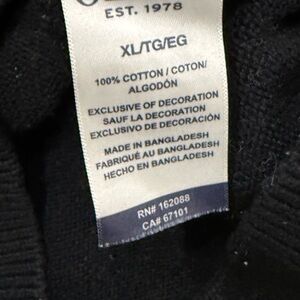 EST. 1978
XL/TG/EG
100% COTTON / COTON/
ALGODÓN
EXCLUSIVE OF DECORATION
SAUF LA DECORATION
EXCLUSIVO DE DECORACIÓN
MADE IN BANGLADESH
FABRIQUÉ AU BANGLADESH
HECHO EN BANGLADESH
RN# 162088
CA# 67101